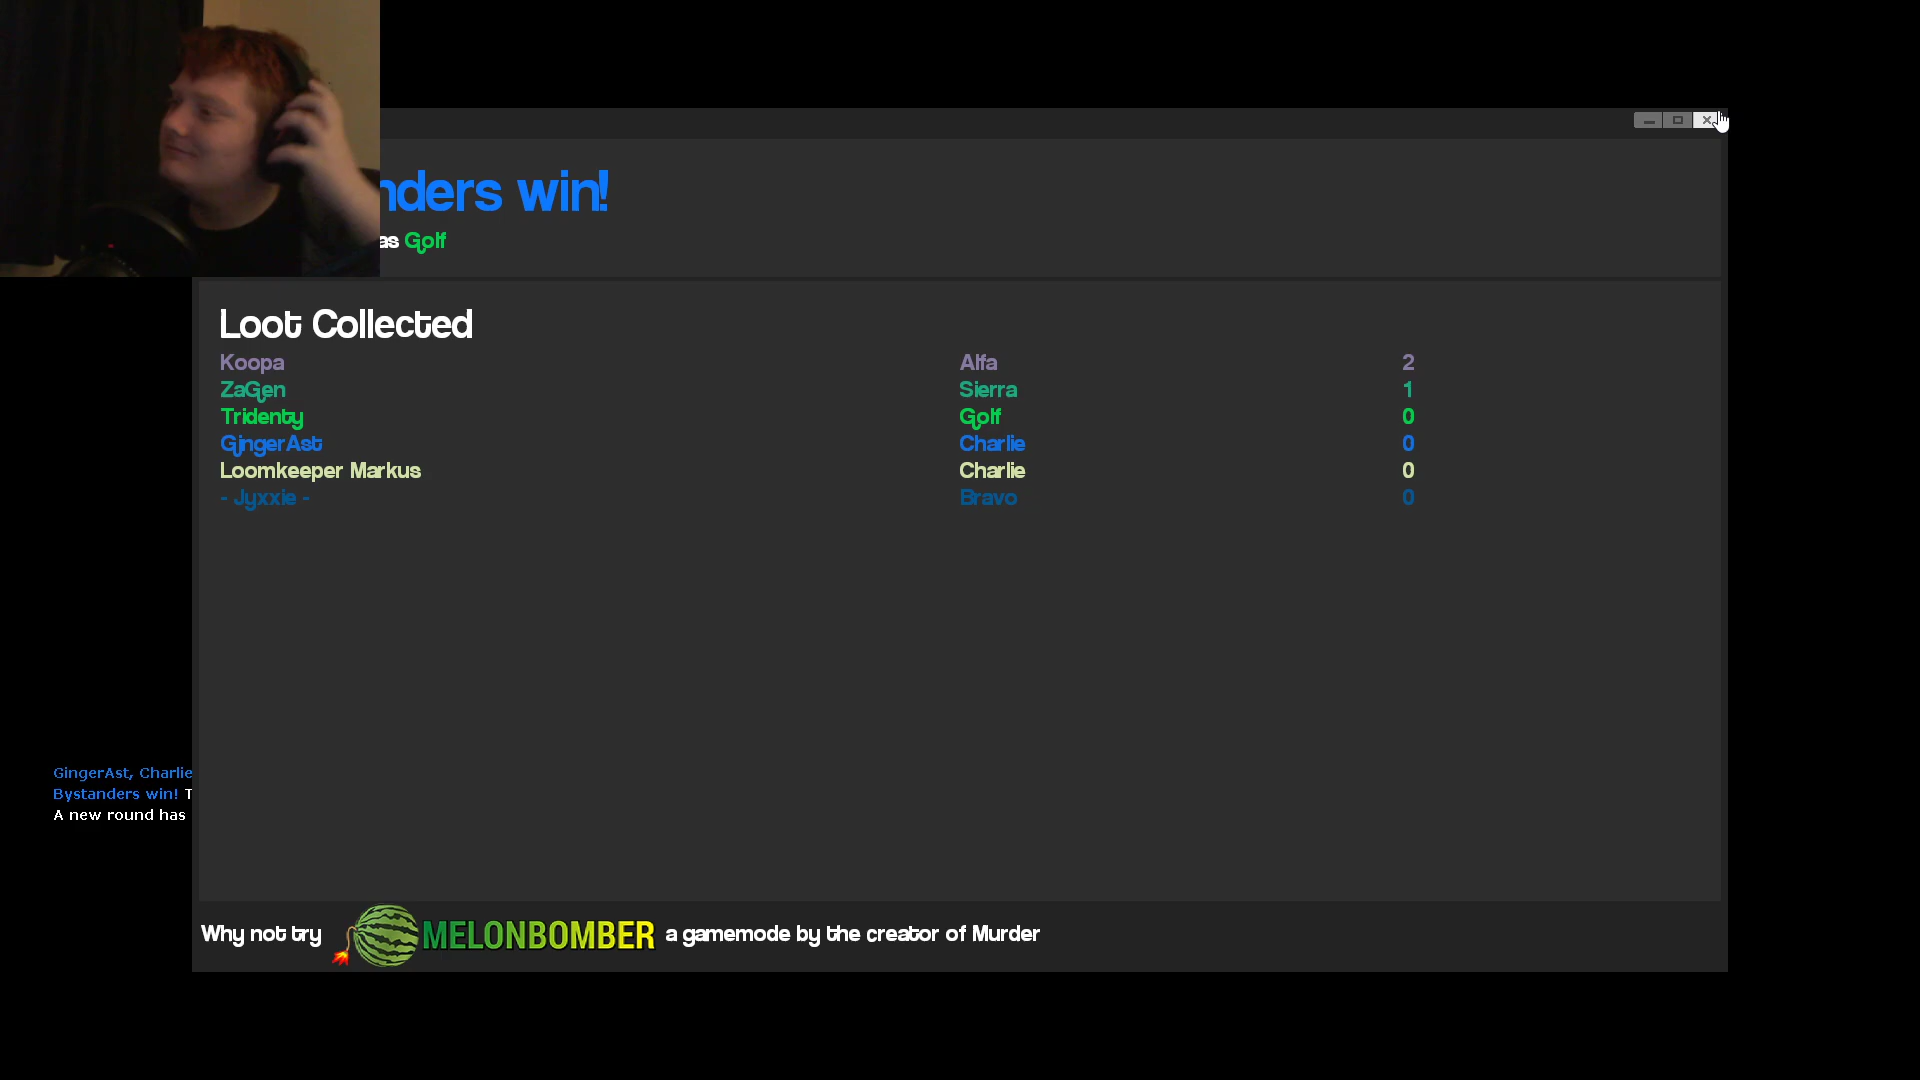 nders win!
as Golf
Loot Collected
Koopa Alfa 2
ZaGen Sierra 1
Tridenty Golf 0
GingerAst Charlie 0
Loomkeeper Markus Charlie 0
- Jyxxie - Bravo 0
GingerAst, Charlie
Bystanders win! T
A new round has
Why not try MELONBOMBER a gamemode by the creator of Murder